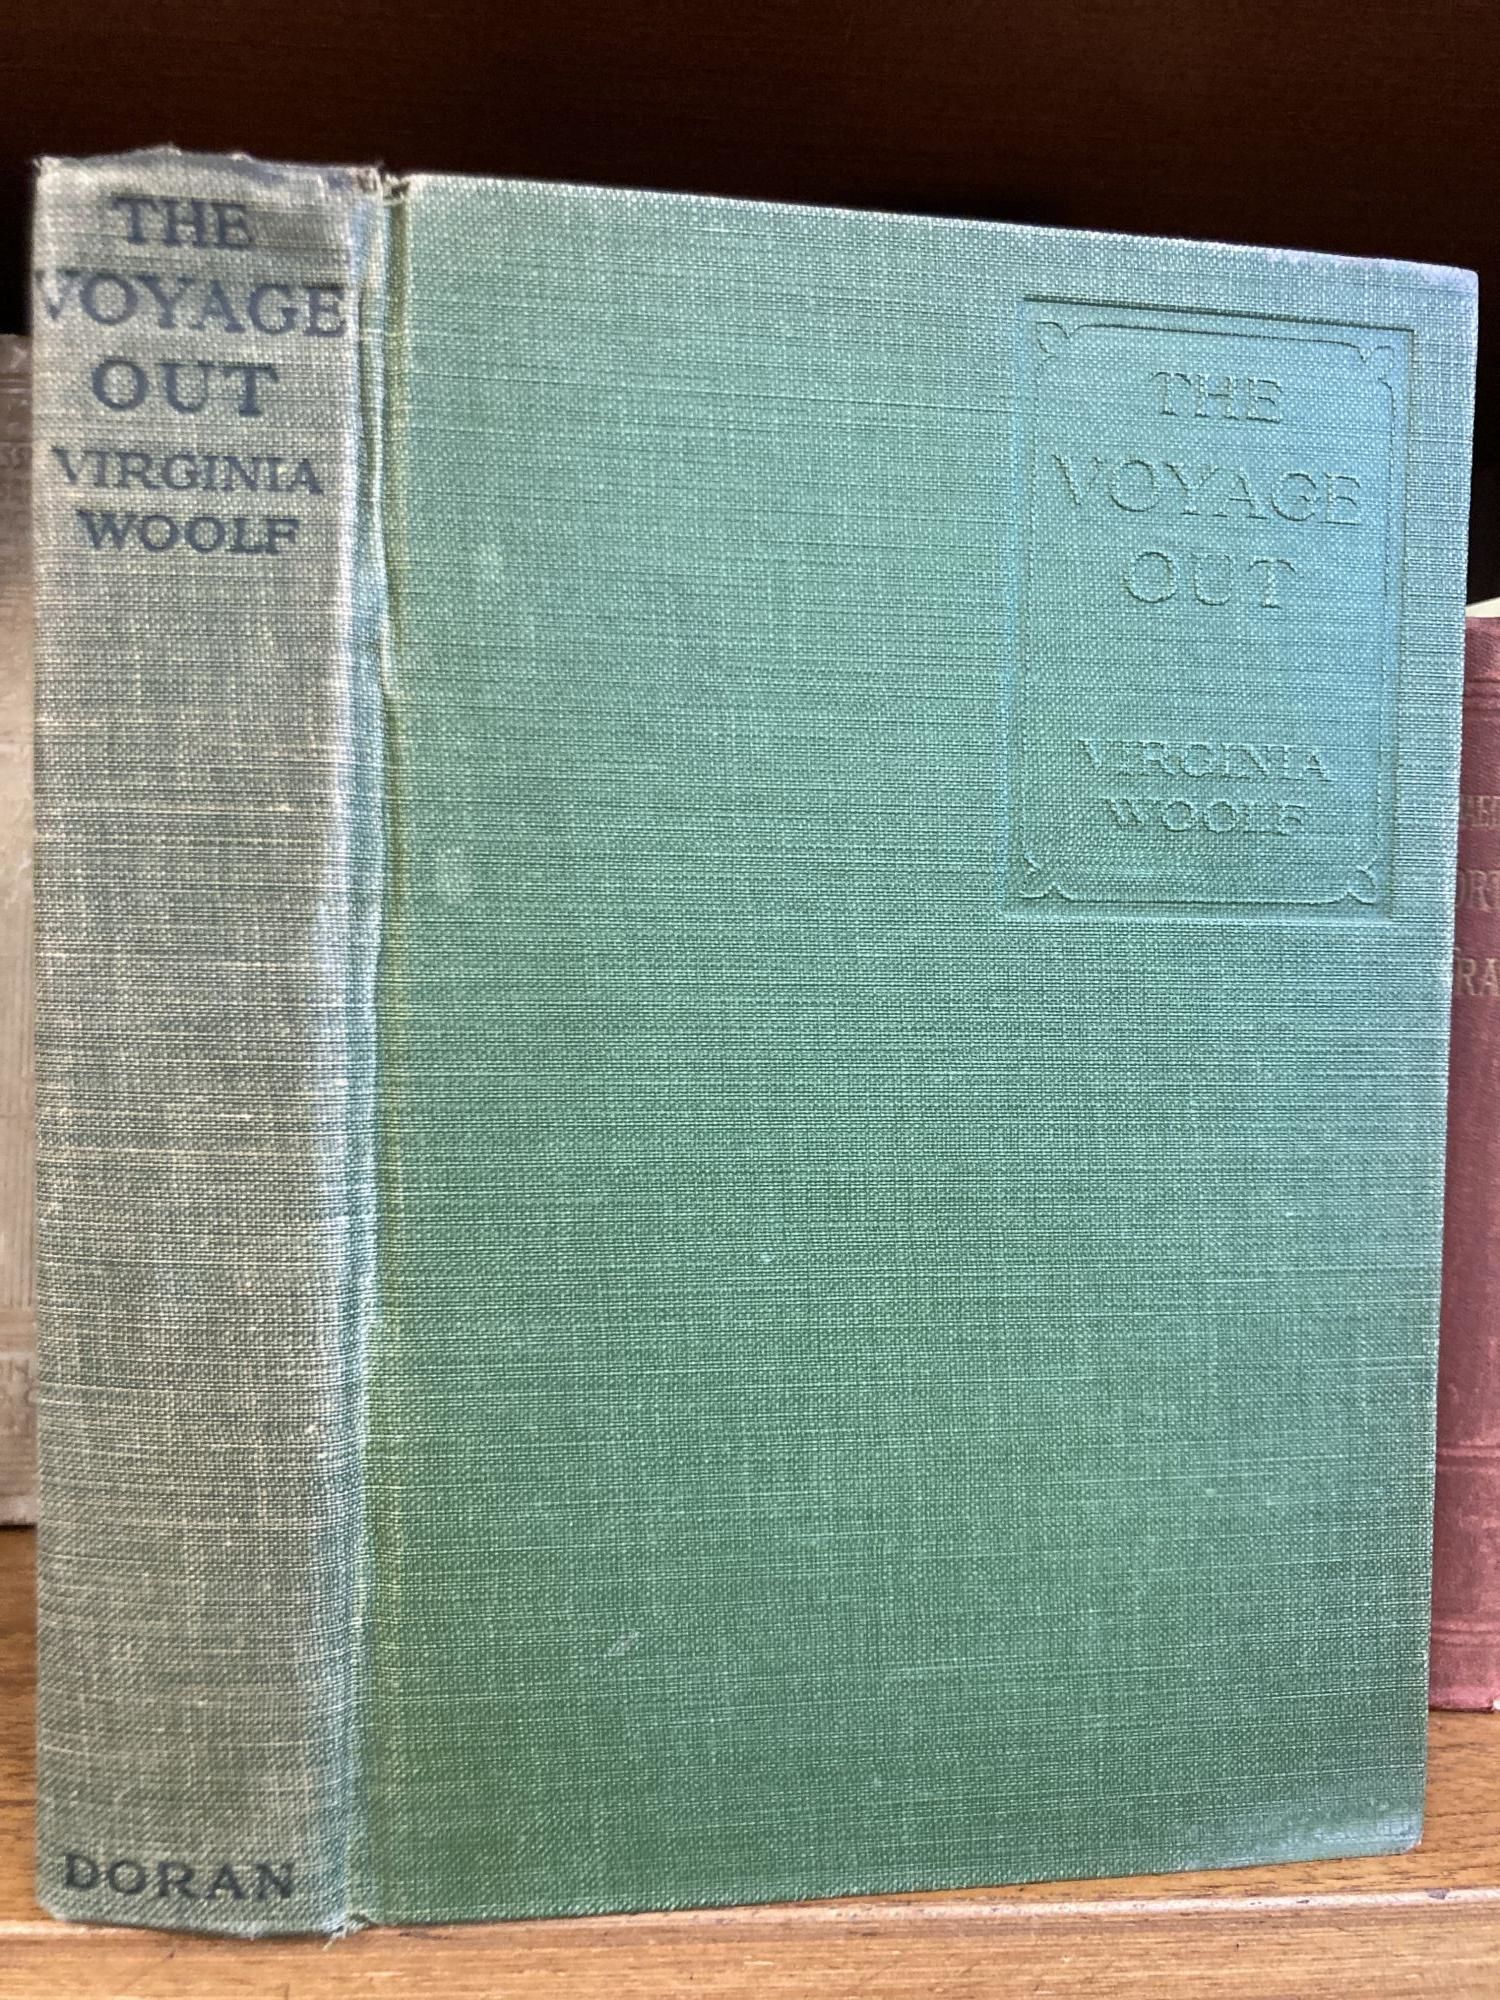 THE
VOYAGE
OUT
VIRGINIA
WOOLF
DORAN
THE
VOYAGE
OUT
VIRGINIA
WOOLF